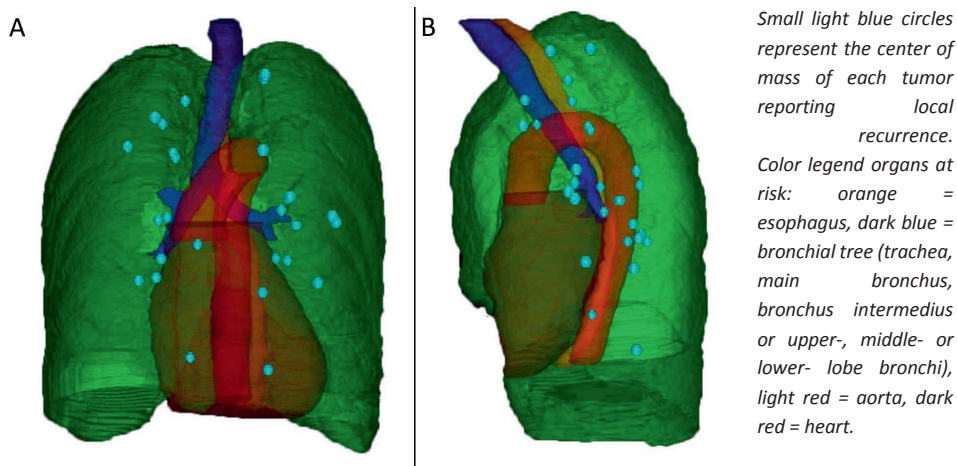 A
B
Small light blue circles
represent the center of
mass of each tumor
reporting local
recurrence.
Color legend organs at
risk: orange =
esophagus, dark blue =
bronchial tree (trachea,
main bronchus,
bronchus intermedius
or upper-, middle- or
lower- lobe bronchi),
light red = aorta, dark
red = heart.